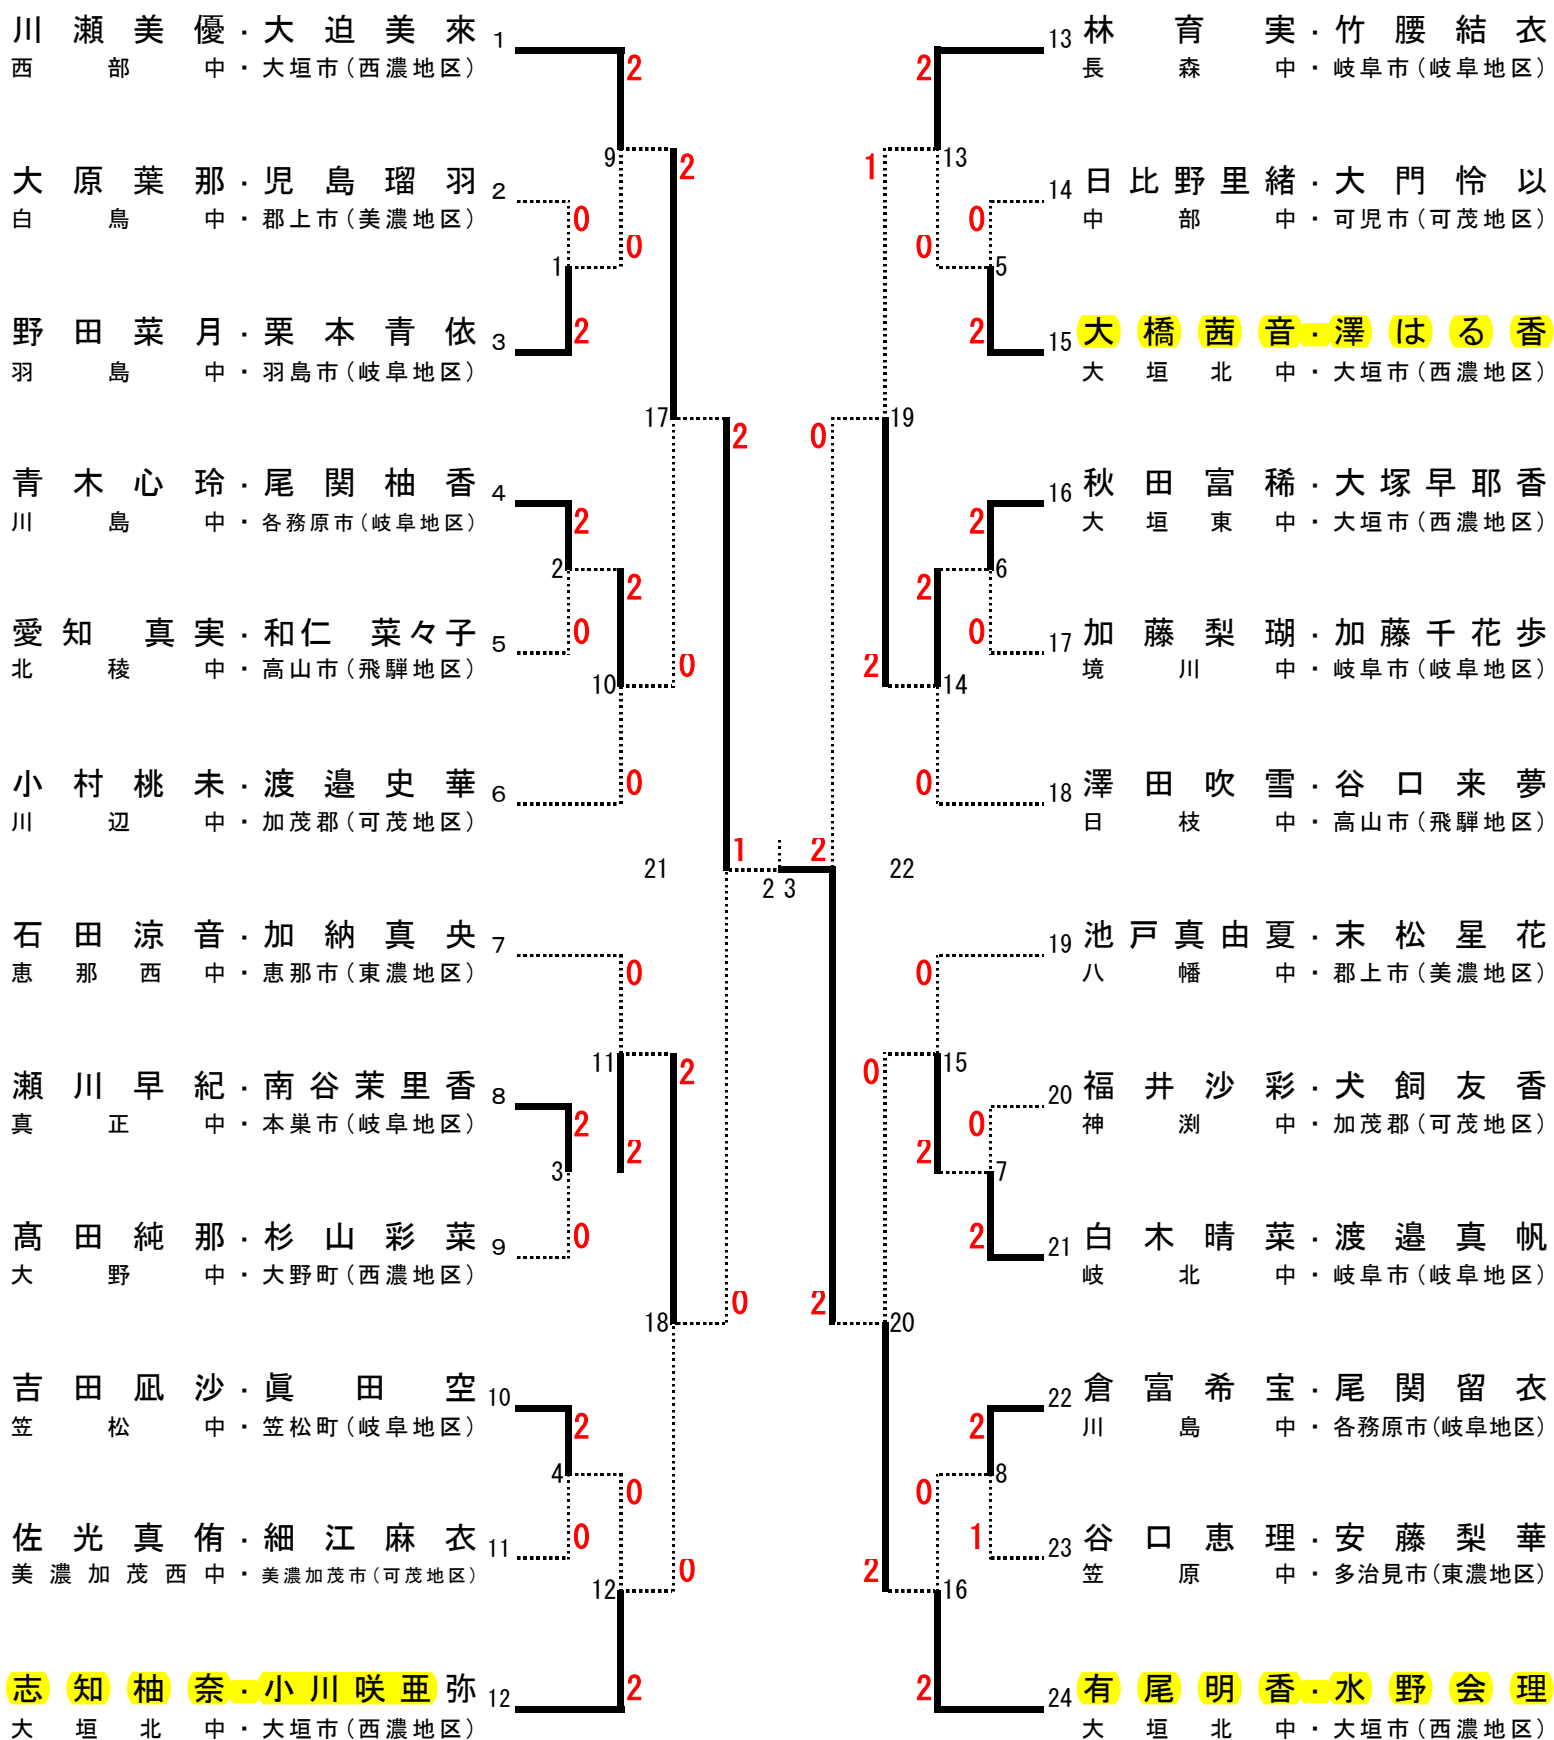 川瀬美優・大迫美來 1
西部中・大垣市(西濃地区)
大原葉那・児島瑠羽 2
白鳥中・郡上市(美濃地区)
野田菜月・栗本青依 3
羽島中・羽島市(岐阜地区)
青木心玲・尾関柚香 4
川島中・各務原市(岐阜地区)
愛知 真実・和仁 菜々子 5
北稜中・高山市(飛騨地区)
小村桃未・渡邉史華 6
川辺中・加茂郡(可茂地区)
石田涼音・加納真央 7
恵那西中・恵那市(東濃地区)
瀬川早紀・南谷茉里香 8
真正中・本巣市(岐阜地区)
髙田純那・杉山彩菜 9
大野中・大野町(西濃地区)
吉田凪沙・眞田空 10
笠松中・笠松町(岐阜地区)
佐光真侑・細江麻衣 11
美濃加茂西中・美濃加茂市(可茂地区)
志知柚奈・小川咲亜弥 12
大垣北中・大垣市(西濃地区)
2
9
2
0
0
1
2
17
2
2
2
2
0
0
10
0
21
1
0
11
2
2
2
3
0
0
18
2
4
0
0
0
12
2
2 3
2
13
1
0
0
5
2
0
19
2
6
2
0
2
14
0
2
22
0
15
0
0
2
7
2
2
20
2
8
0
1
2
16
2
13 林育実・竹腰結衣
長森中・岐阜市(岐阜地区)
14 日比野里緒・大門怜以
中部中・可児市(可茂地区)
15 大橋茜音・澤はる香
大垣北中・大垣市(西濃地区)
16 秋田富稀・大塚早耶香
大垣東中・大垣市(西濃地区)
17 加藤梨瑚・加藤千花歩
境川中・岐阜市(岐阜地区)
18 澤田吹雪・谷口来夢
日枝中・高山市(飛騨地区)
19 池戸真由夏・末松星花
八幡中・郡上市(美濃地区)
20 福井沙彩・犬飼友香
神渕中・加茂郡(可茂地区)
21 白木晴菜・渡邉真帆
岐北中・岐阜市(岐阜地区)
22 倉富希宝・尾関留衣
川島中・各務原市(岐阜地区)
23 谷口恵理・安藤梨華
笠原中・多治見市(東濃地区)
24 有尾明香・水野会理
大垣北中・大垣市(西濃地区)